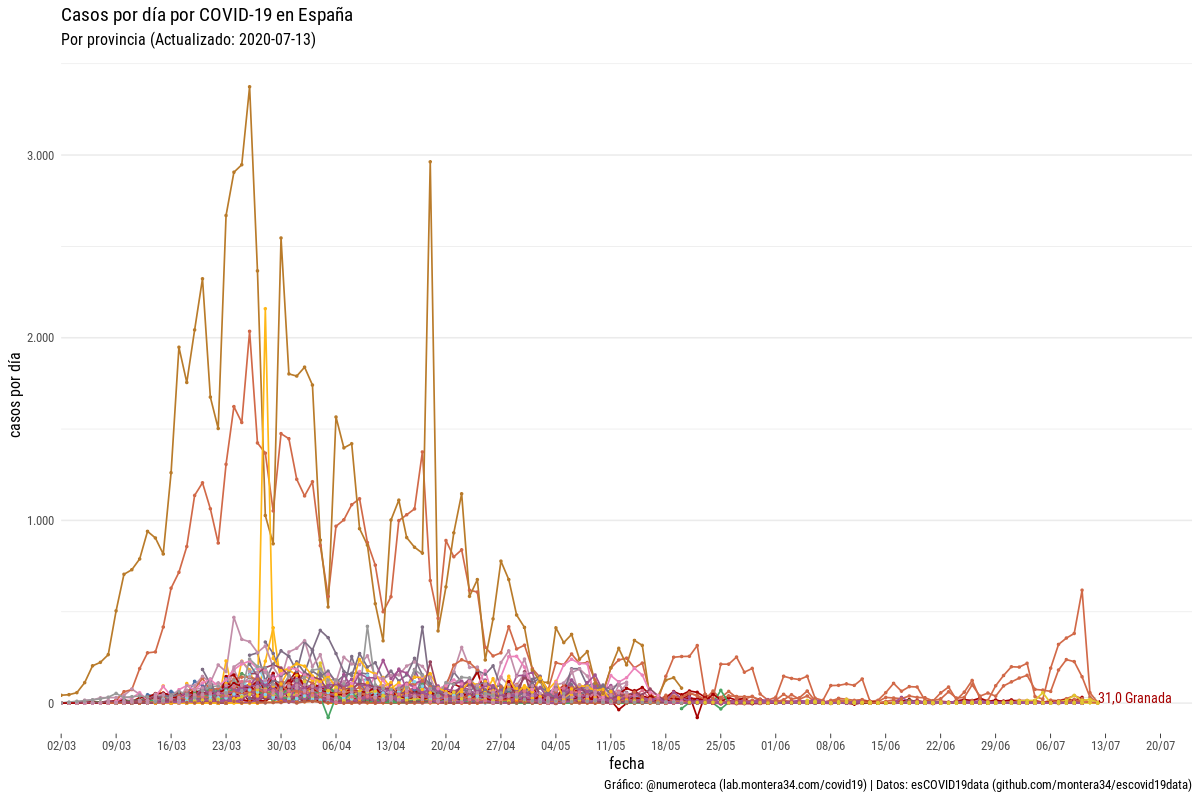 Casos por día por COVID-19 en España
Por provincia (Actualizado: 2020-07-13)
casos por día
3.000
2.000
1.000
0
31,0 Granada
02/03 09/03 16/03 23/03 30/03 06/04 13/04 20/04 27/04 04/05 11/05 18/05 25/05 01/06 08/06 15/06 22/06 29/06 06/07 13/07 20/07
fecha
Gráfico: @numeroteca (lab.montera34.com/covid19) | Datos: esCOVID19data (github.com/montera34/escovid19data)